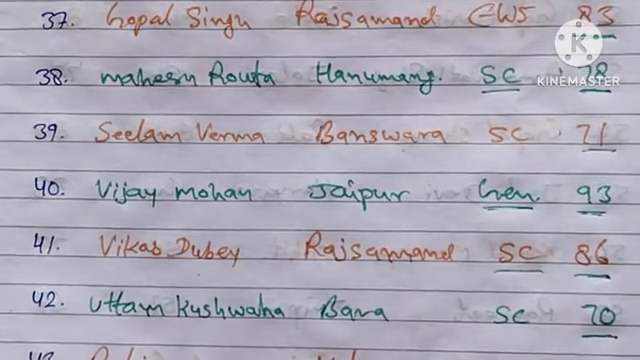 37. Gopal Singh Rajsamand EWS 83
KINEMASTER
38. Mahesh Routa Hanumang. SC
39. Seelam Verma Banswara SC 71
40. Vijay mohan Jaipur Gen. 93
41. Vikas Dubey Rajsamand SC 86
42. Uttam Kushwaha Bara SC 70